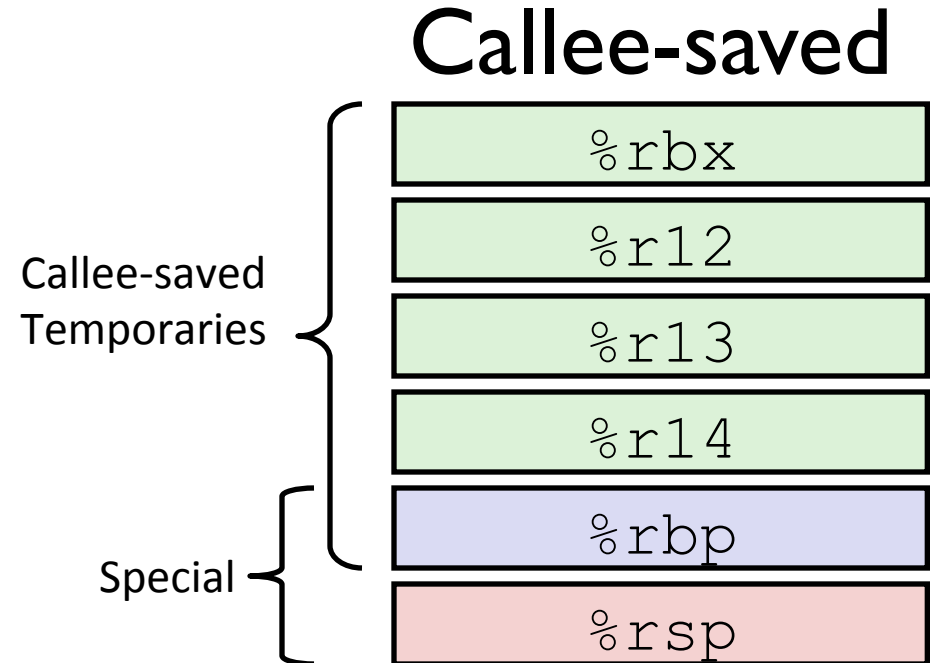 Callee-saved
%rbx
%r12
Callee-saved
Temporaries
%r13
%r14
%rbp
Special
%rsp